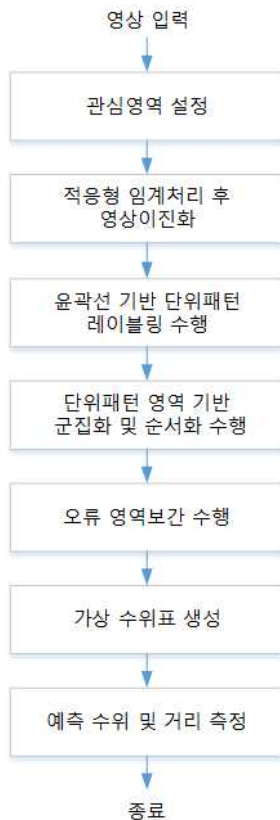 영상 입력
관심영역 설정
적응형 임계처리 후
영상이진화
윤곽선 기반 단위패턴
레이블링 수행
단위패턴 영역 기반
군집화 및 순서화 수행
오류 영역보간 수행
가상 수위표 생성
예측 수위 및 거리 측정
종료